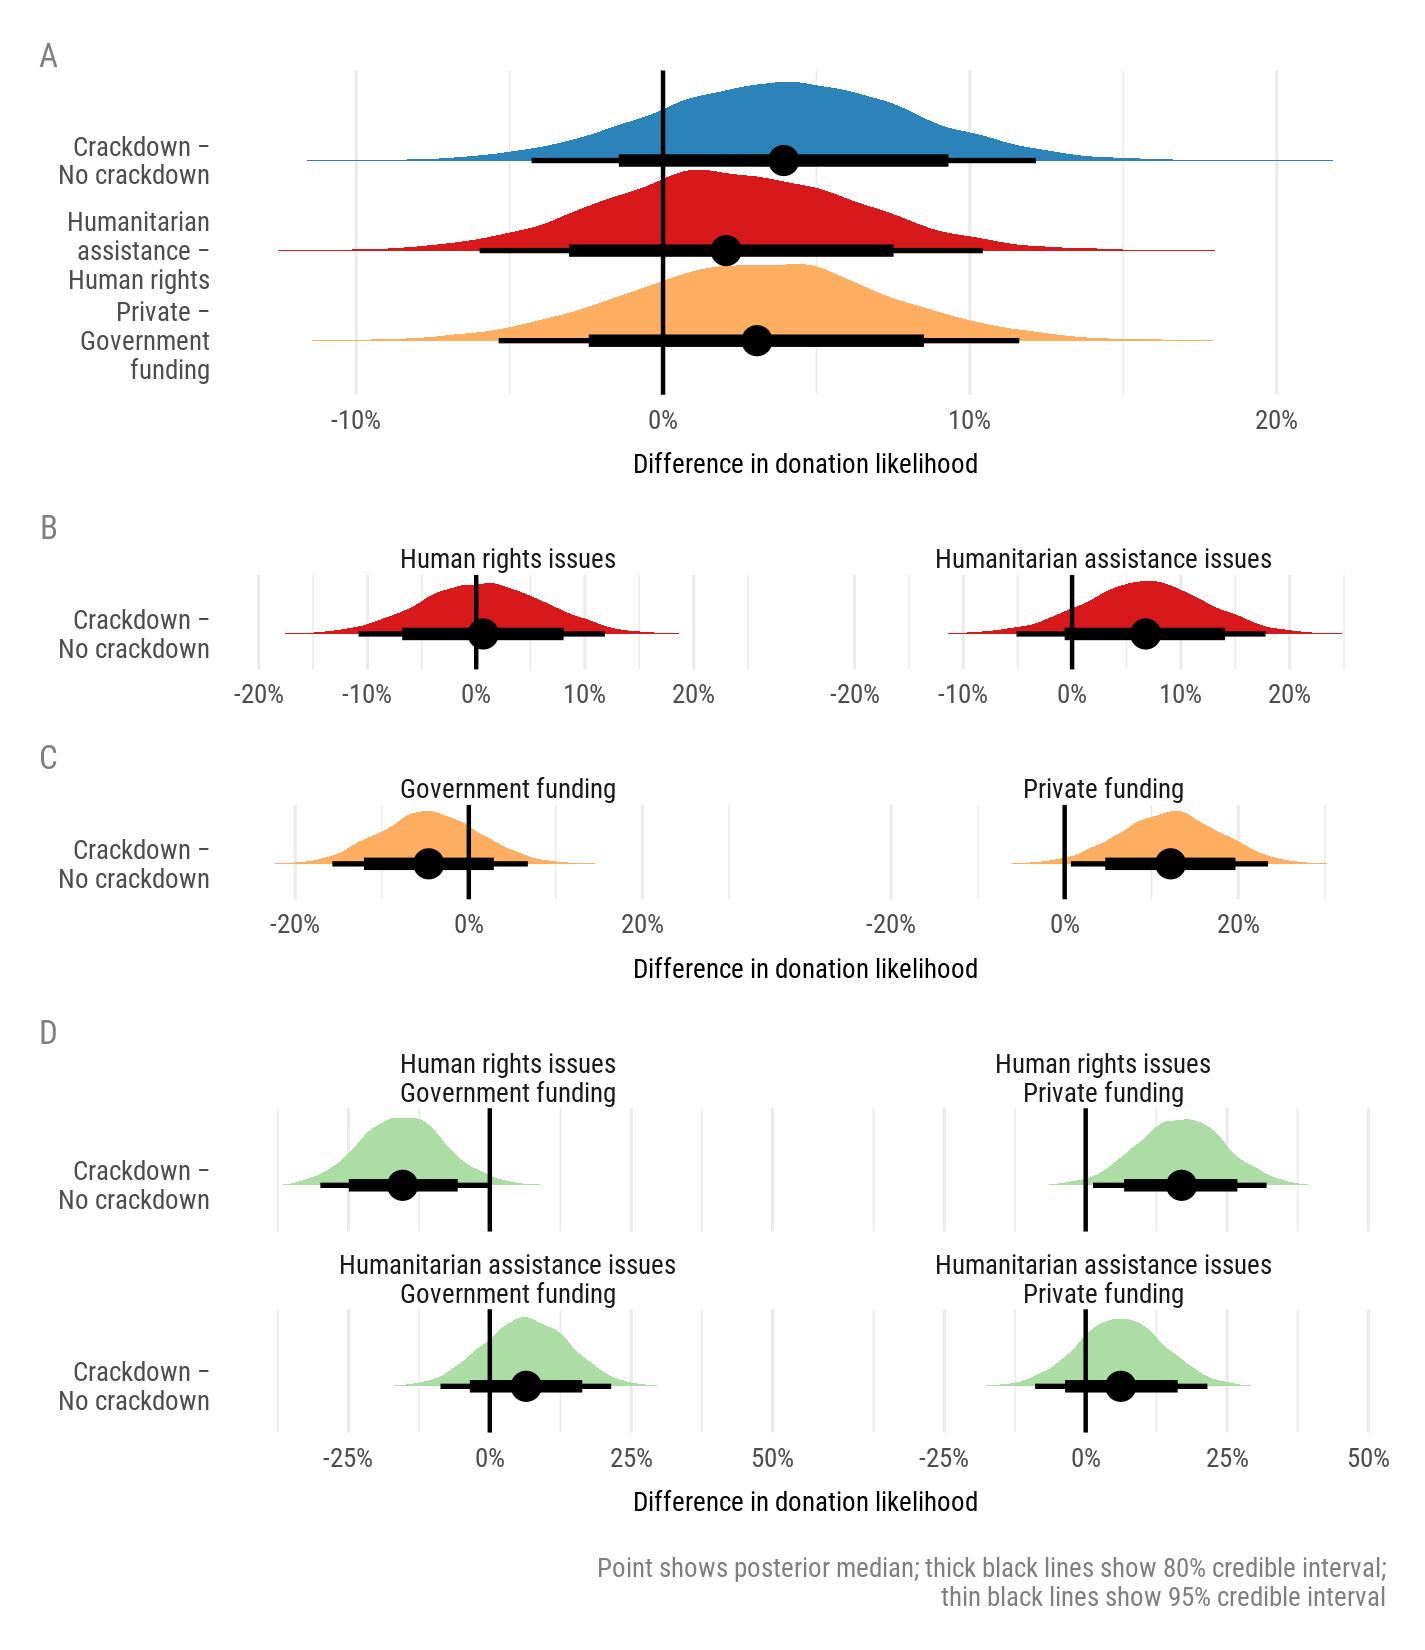 A
Crackdown −
No crackdown
Humanitarian
assistance −
Human rights
Private −
Government
funding
-10% 0% 10% 20%
Difference in donation likelihood
B
Human rights issues Humanitarian assistance issues
Crackdown −
No crackdown
-20% -10% 0% 10% 20% -20% -10% 0% 10% 20%
C
Government funding Private funding
Crackdown −
No crackdown
-20% 0% 20% -20% 0% 20%
Difference in donation likelihood
D
Human rights issues Human rights issues
Government funding Private funding
Crackdown −
No crackdown
Humanitarian assistance issues Humanitarian assistance issues
Government funding Private funding
Crackdown −
No crackdown
-25% 0% 25% 50% -25% 0% 25% 50%
Difference in donation likelihood
Point shows posterior median; thick black lines show 80% credible interval;
thin black lines show 95% credible interval